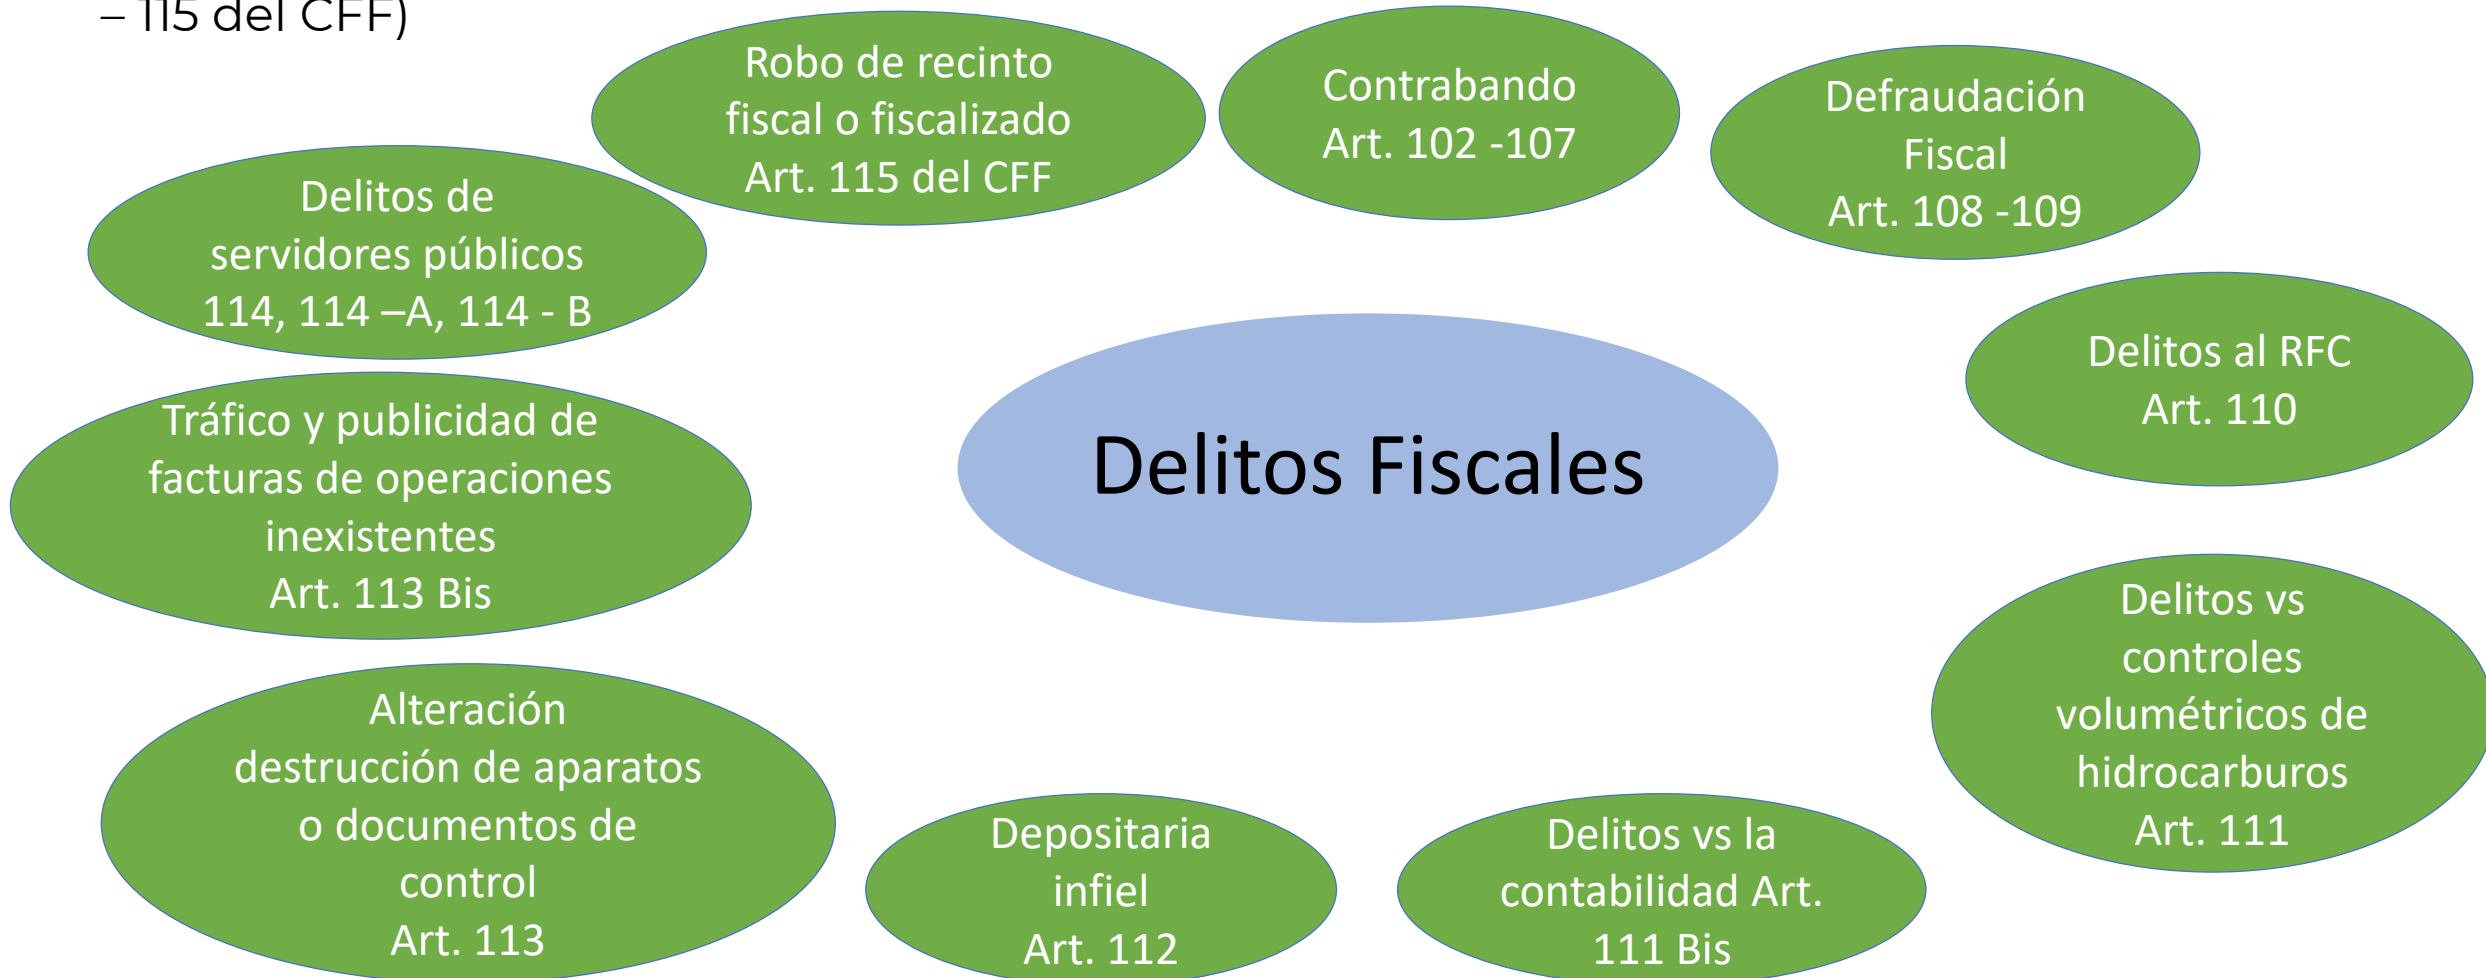 – 115 del CFF)
Robo de recinto
fiscal o fiscalizado
Art. 115 del CFF
Contrabando
Art. 102 -107
Defraudación
Fiscal
Art. 108 -109
Delitos de
servidores públicos
114, 114 –A, 114 - B
Delitos al RFC
Art. 110
Tráfico y publicidad de
facturas de operaciones
inexistentes
Art. 113 Bis
Delitos Fiscales
Delitos vs
controles
volumétricos de
hidrocarburos
Art. 111
Alteración
destrucción de aparatos
o documentos de
control
Art. 113
Depositaria
infiel
Art. 112
Delitos vs la
contabilidad Art.
111 Bis